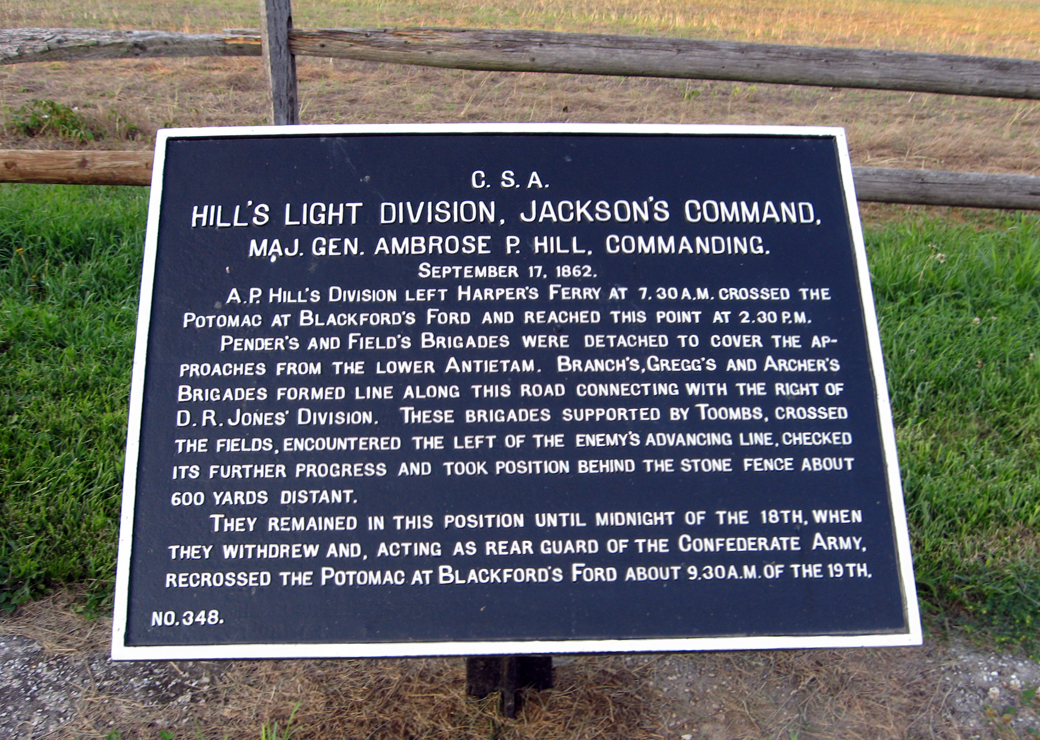 C. S. A.
HILL'S LIGHT DIVISION, JACKSON'S COMMAND,
MAJ. GEN. AMBROSE P. HILL, COMMANDING.
SEPTEMBER 17, 1862.
A.P. HILL'S DIVISION LEFT HARPER'S FERRY AT 7.30 A.M. CROSSED THE
POTOMAC AT BLACKFORD'S FORD AND REACHED THIS POINT AT 2.30 P.M.
PENDER'S AND FIELD'S BRIGADES WERE DETACHED TO COVER THE AP-
PROACHES FROM THE LOWER ANTIETAM. BRANCH'S, GREGG'S AND ARCHER'S
BRIGADES FORMED LINE ALONG THIS ROAD CONNECTING WITH THE RIGHT OF
D. R. JONES' DIVISION. THESE BRIGADES SUPPORTED BY TOOMBS, CROSSED
THE FIELDS, ENCOUNTERED THE LEFT OF THE ENEMY'S ADVANCING LINE, CHECKED
ITS FURTHER PROGRESS AND TOOK POSITION BEHIND THE STONE FENCE ABOUT
600 YARDS DISTANT.
THEY REMAINED IN THIS POSITION UNTIL MIDNIGHT OF THE 18TH, WHEN
THEY WITHDREW AND, ACTING AS REAR GUARD OF THE CONFEDERATE ARMY,
RECROSSED THE POTOMAC AT BLACKFORD'S FORD ABOUT 9.30 A.M. OF THE 19TH.
NO. 348.